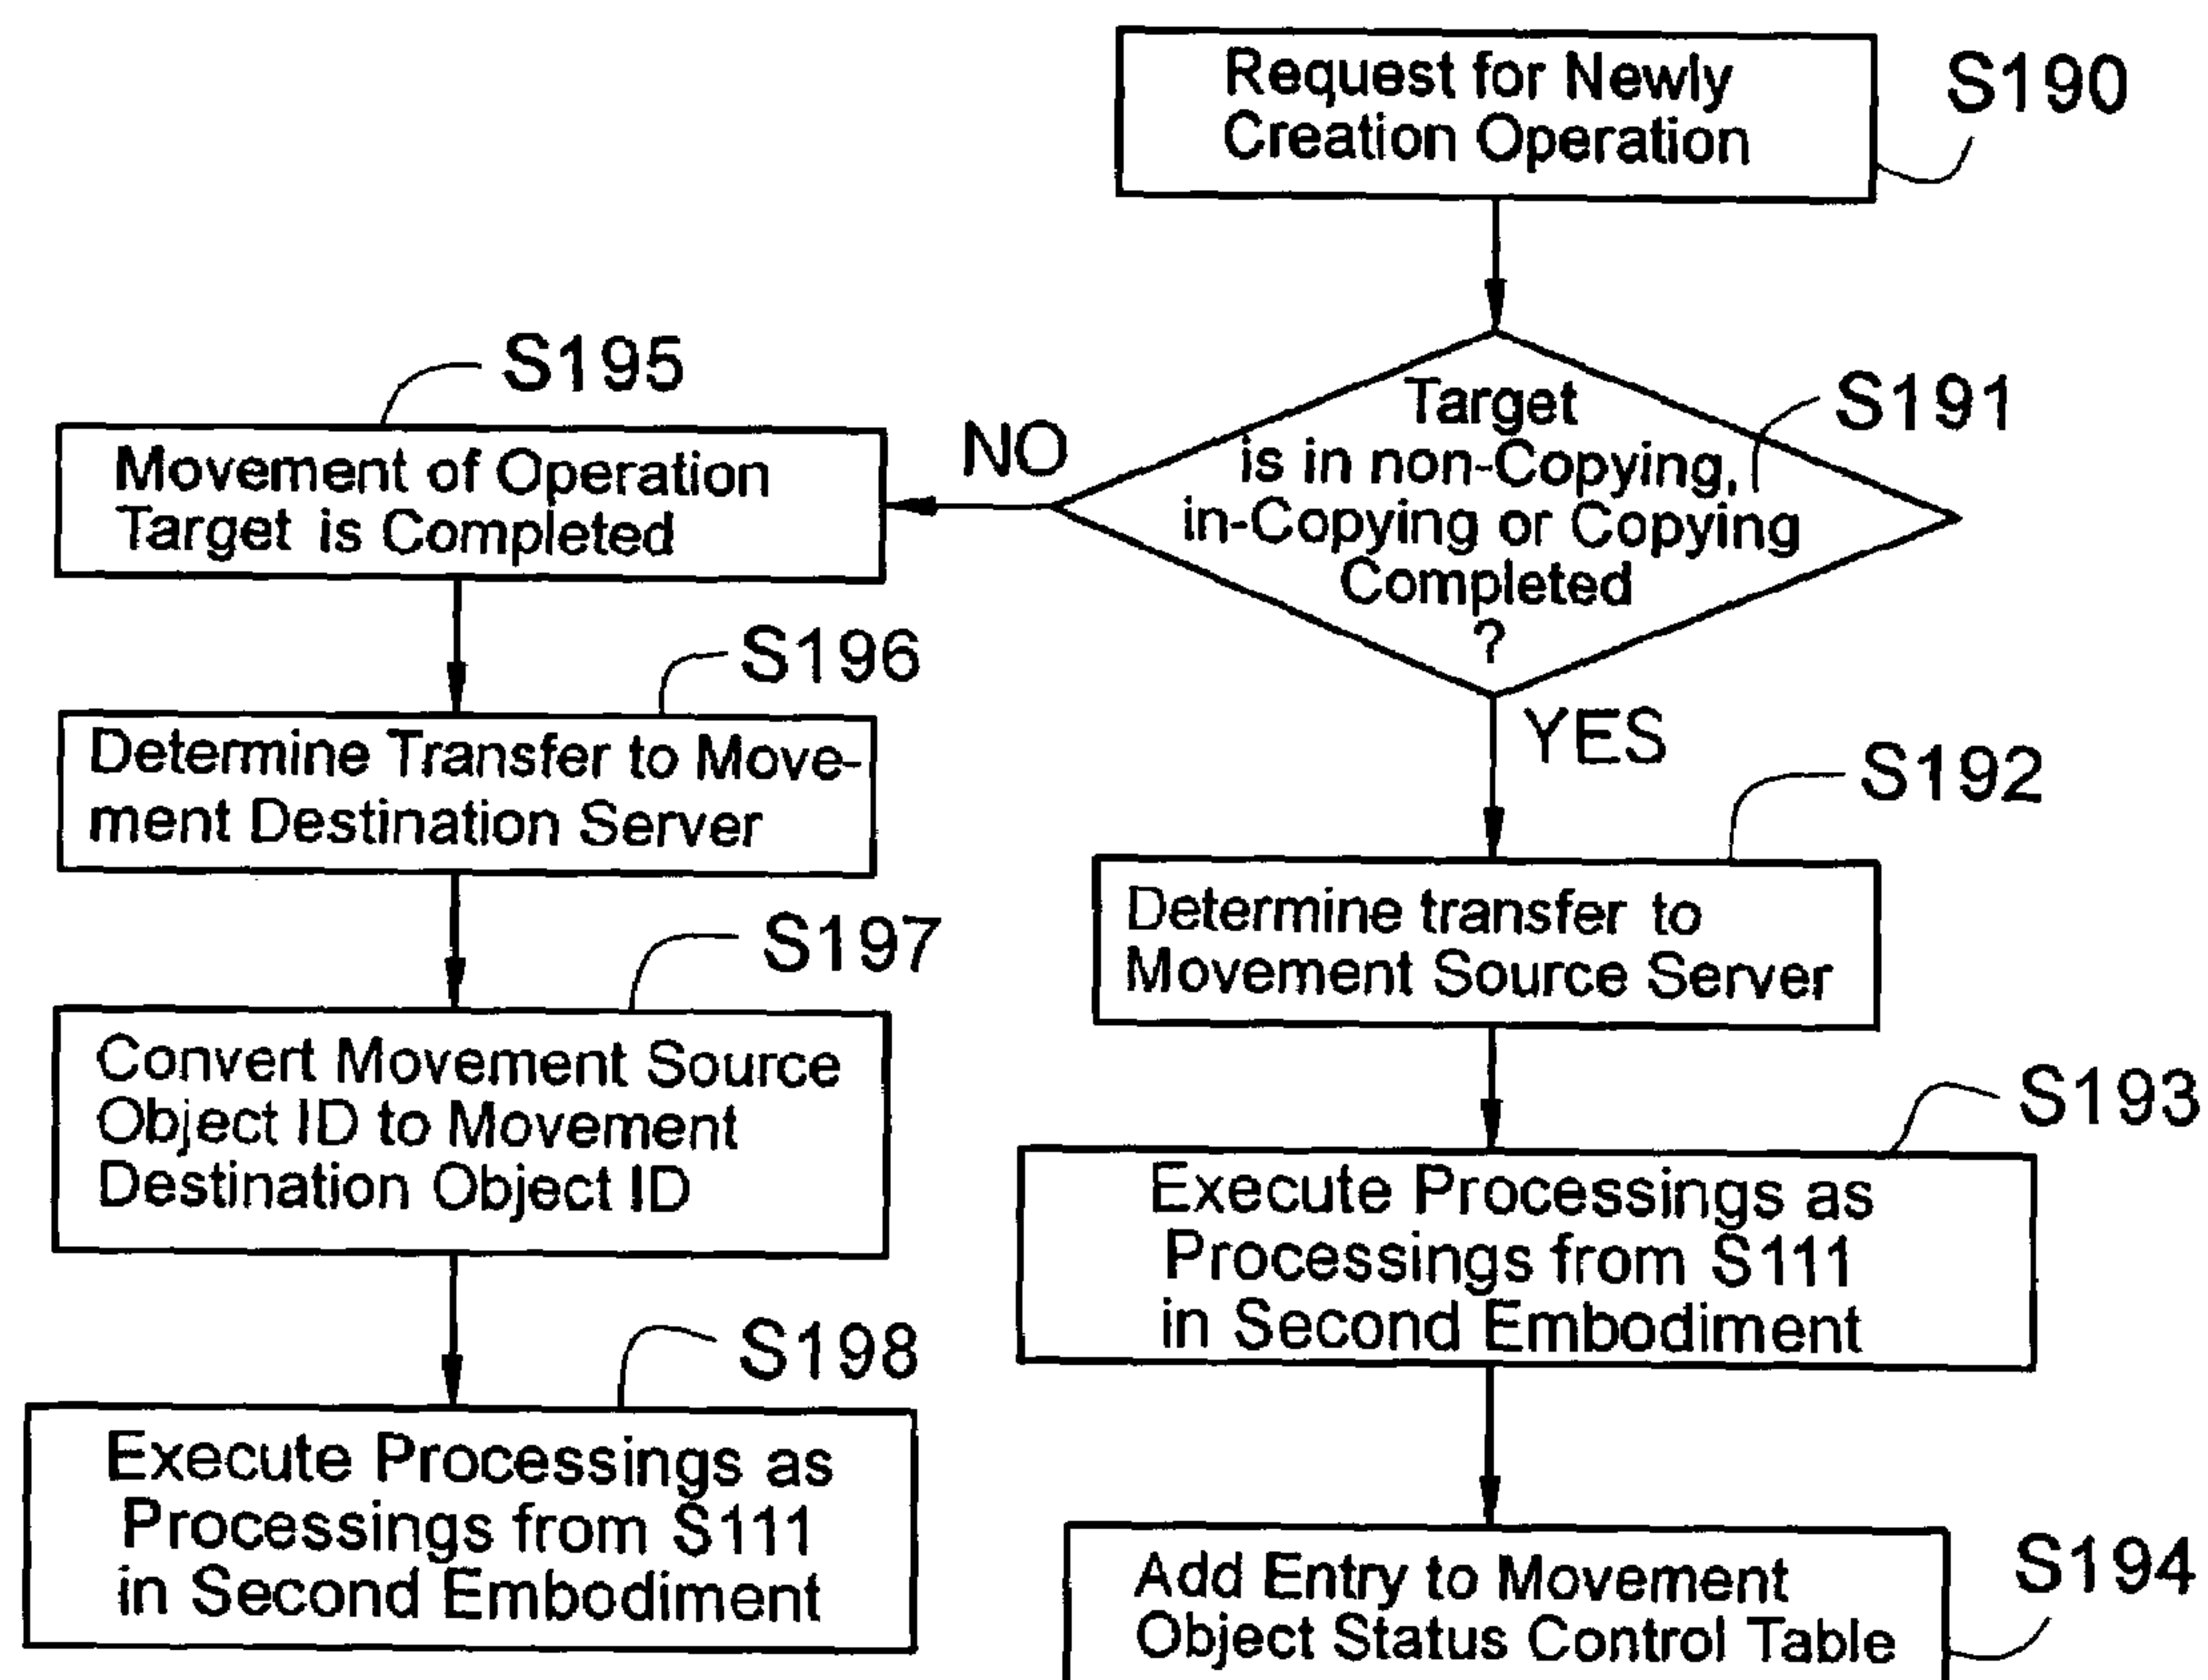 Request for Newly
Creation Operation
S190
Target
is in non-Copying,
in-Copying or Copying
Completed
?
S191
NO
YES
S195
Movement of Operation
Target is Completed
S196
Determine Transfer to Move-
ment Destination Server
S197
Convert Movement Source
Object ID to Movement
Destination Object ID
S198
Execute Processings as
Processings from S111
in Second Embodiment
S192
Determine transfer to
Movement Source Server
S193
Execute Processings as
Processings from S111
in Second Embodiment
S194
Add Entry to Movement
Object Status Control Table